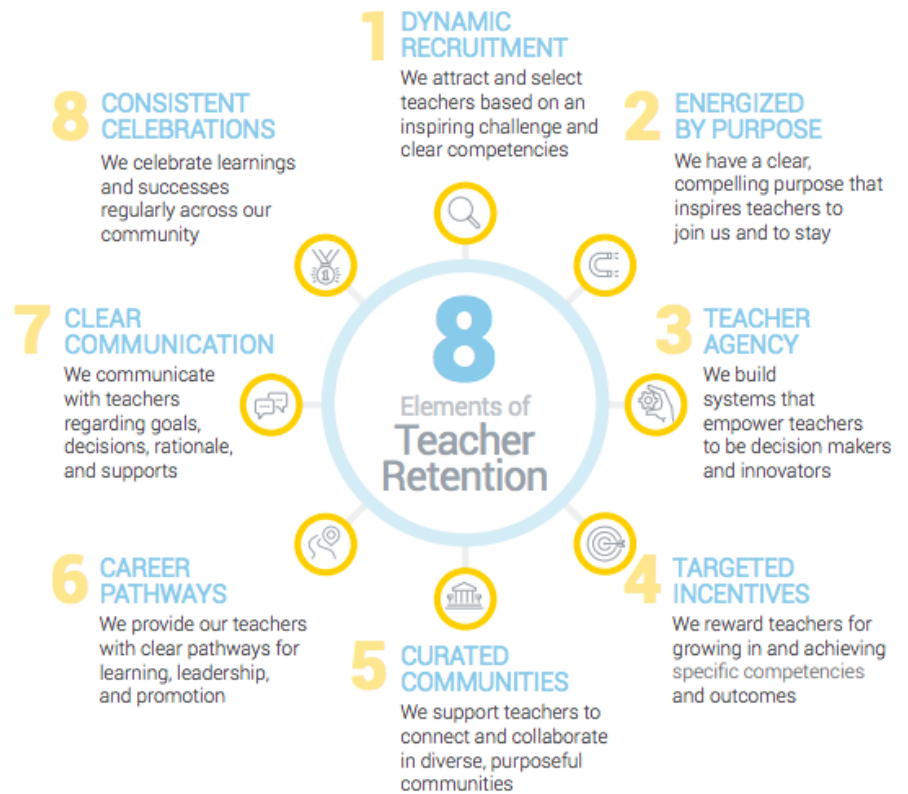 8
Elements of
Teacher
Retention
1
DYNAMIC
RECRUITMENT
We attract and select
teachers based on an
inspiring challenge and
clear competencies
2
ENERGIZED
BY PURPOSE
We have a clear,
compelling purpose that
inspires teachers to
join us and to stay
3
TEACHER
AGENCY
We build
systems that
empower teachers
to be decision makers
and innovators
4
TARGETED
INCENTIVES
We reward teachers for
growing in and achieving
specific competencies
and outcomes
5
CURATED
COMMUNITIES
We support teachers to
connect and collaborate
in diverse, purposeful
communities
6
CAREER
PATHWAYS
We provide our teachers
with clear pathways for
learning, leadership,
and promotion
7
CLEAR
COMMUNICATION
We communicate
with teachers
regarding goals,
decisions, rationale,
and supports
8
CONSISTENT
CELEBRATIONS
We celebrate learnings
and successes
regularly across our
community
1